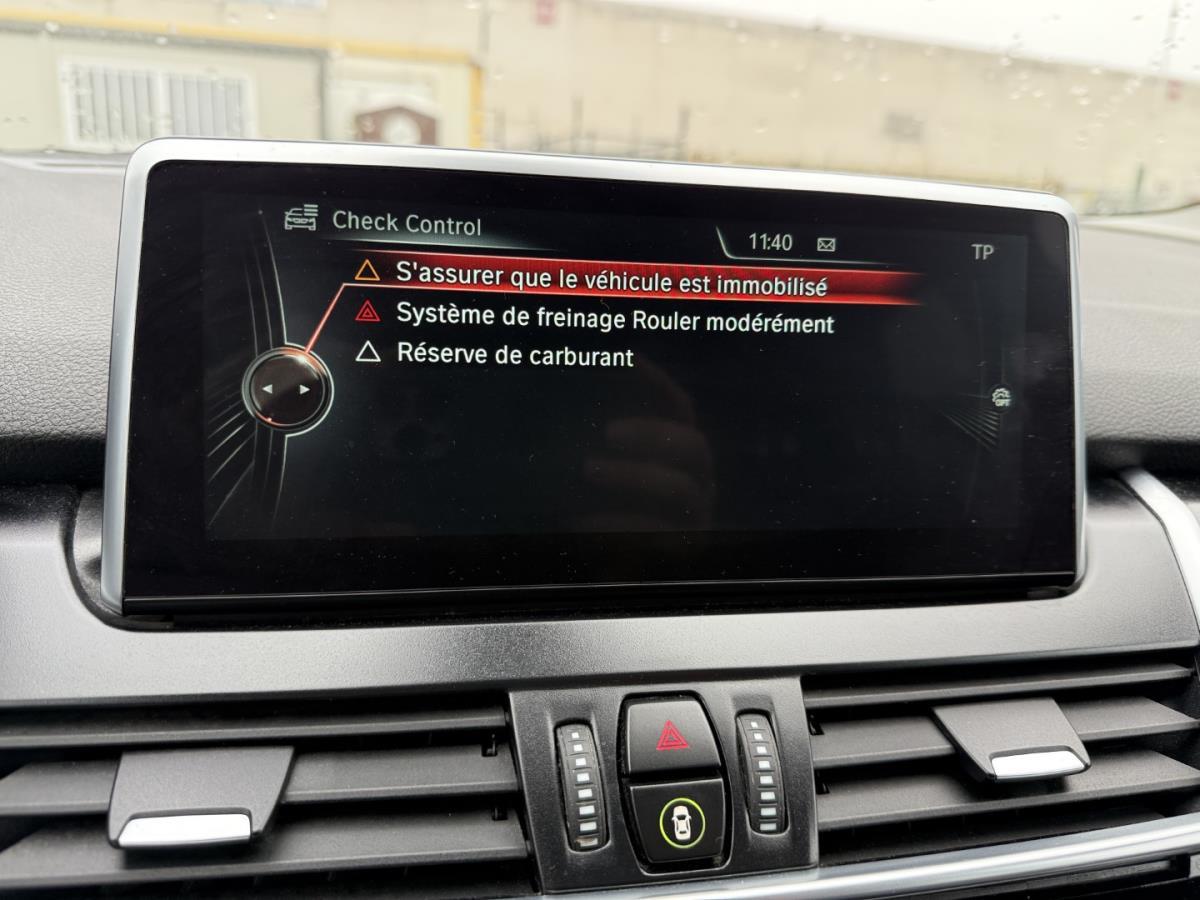 Check Control
11:40
TP
S'assurer que le véhicule est immobilisé
Système de freinage Rouler modérément
Réserve de carburant
OFF